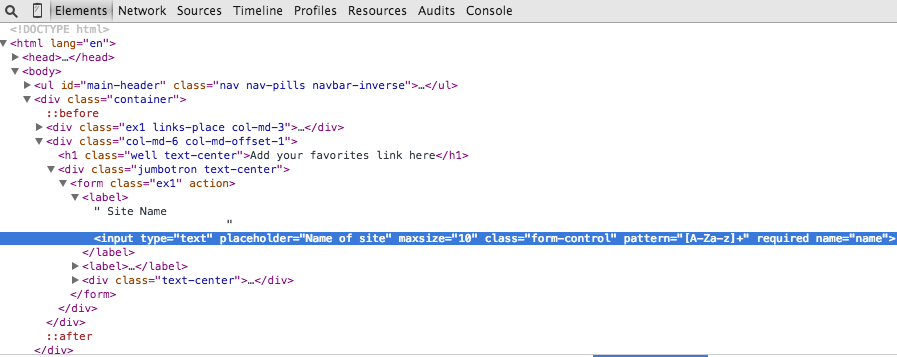 Elements Network Sources Timeline Profiles Resources Audits Console
<!DOCTYPE html>
<html lang="en">
<head>…</head>
<body>
<ul id="main-header" class="nav nav-pills navbar-inverse">…</ul>
<div class="container">
::before
<div class="ex1 links-place col-md-3">…</div>
<div class="col-md-6 col-md-offset-1">
<h1 class="well text-center">Add your favorites link here</h1>
<div class="jumbotron text-center">
<form class="ex1" action>
<label>
" Site Name
"
<input type="text" placeholder="Name of site" maxsize="10" class="form-control" pattern="[A-Za-z]+" required name="name">
</label>
<label>…</label>
<div class="text-center">…</div>
</form>
</div>
</div>
::after
</div>